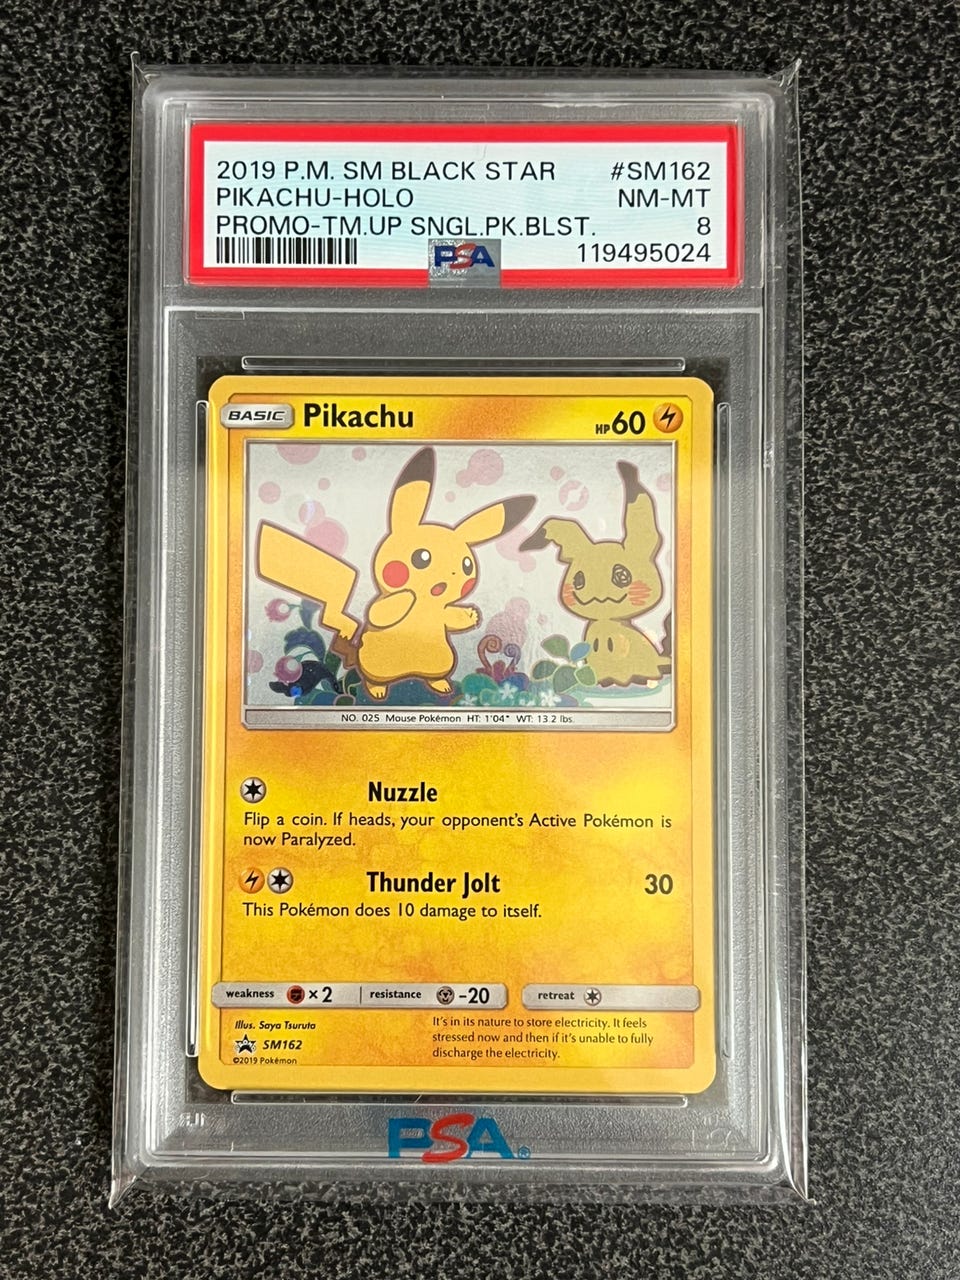 2019 P.M. SM BLACK STAR #SM162
PIKACHU-HOLO NM-MT
PROMO-TM.UP SNGL.PK.BLST. 8
PSA 119495024
BASIC Pikachu HP60
NO. 025 Mouse Pokémon HT: 1'04" WT: 13.2 lbs.
Nuzzle
Flip a coin. If heads, your opponent's Active Pokémon is
now Paralyzed.
Thunder Jolt 30
This Pokémon does 10 damage to itself.
weakness ×2 resistance -20 retreat
Illus. Saya Tsuruta
SM162
©2019 Pokémon
It's in its nature to store electricity. It feels
stressed now and then if it's unable to fully
discharge the electricity.
PSA®